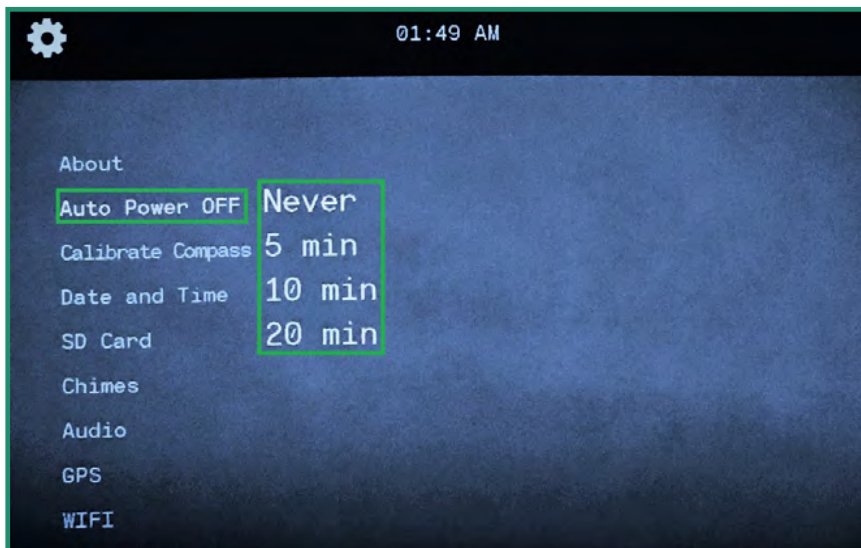 01:49 AM
About
Auto Power OFF
Never
5 min
10 min
20 min
Calibrate Compass
Date and Time
SD Card
Chimes
Audio
GPS
WIFI